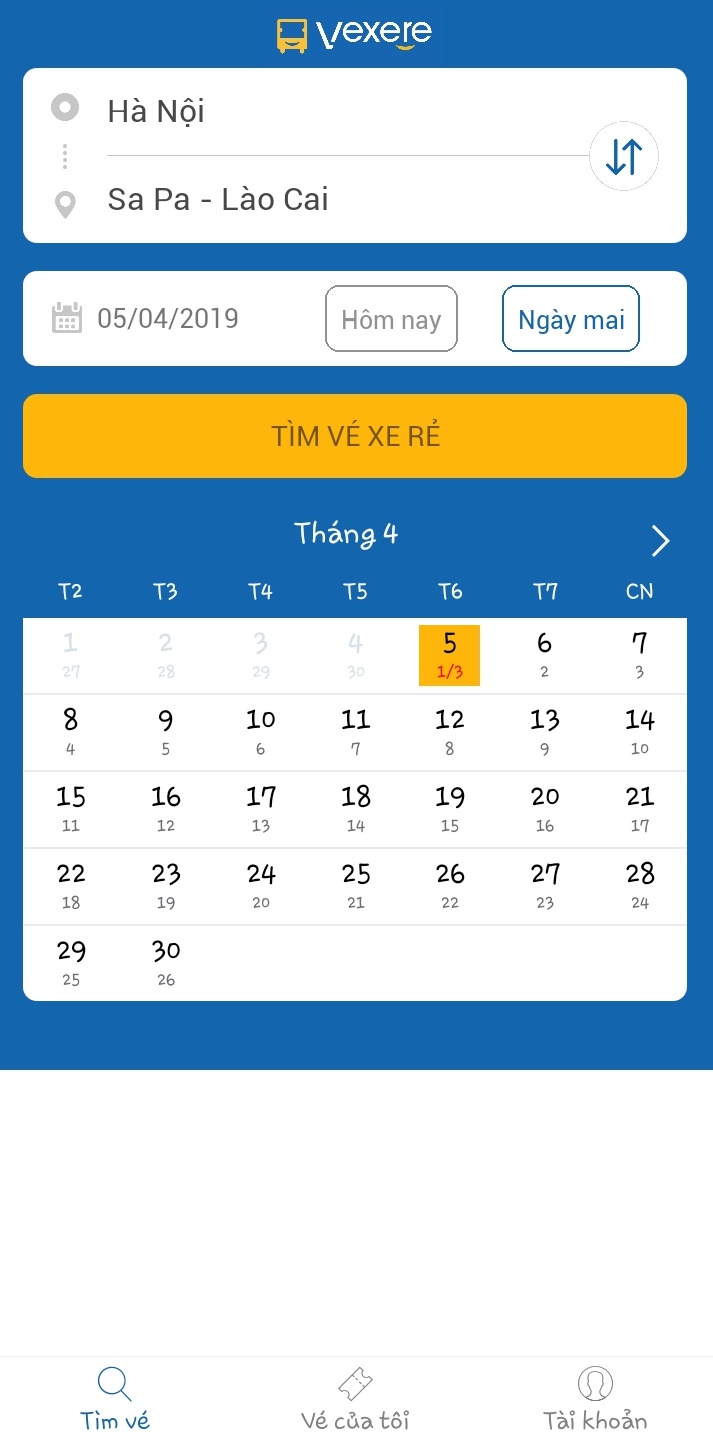 Vexere
Hà Nội
Sa Pa - Lào Cai
05/04/2019 Hôm nay Ngày mai
TÌM VÉ XE RẺ
Tháng 4
T2 T3 T4 T5 T6 T7 CN
1 2 3 4 5 6 7
27 28 29 30 1/3 2 3
8 9 10 11 12 13 14
4 5 6 7 8 9 10
15 16 17 18 19 20 21
11 12 13 14 15 16 17
22 23 24 25 26 27 28
18 19 20 21 22 23 24
29 30
25 26
Tìm vé Vé của tôi Tài khoản